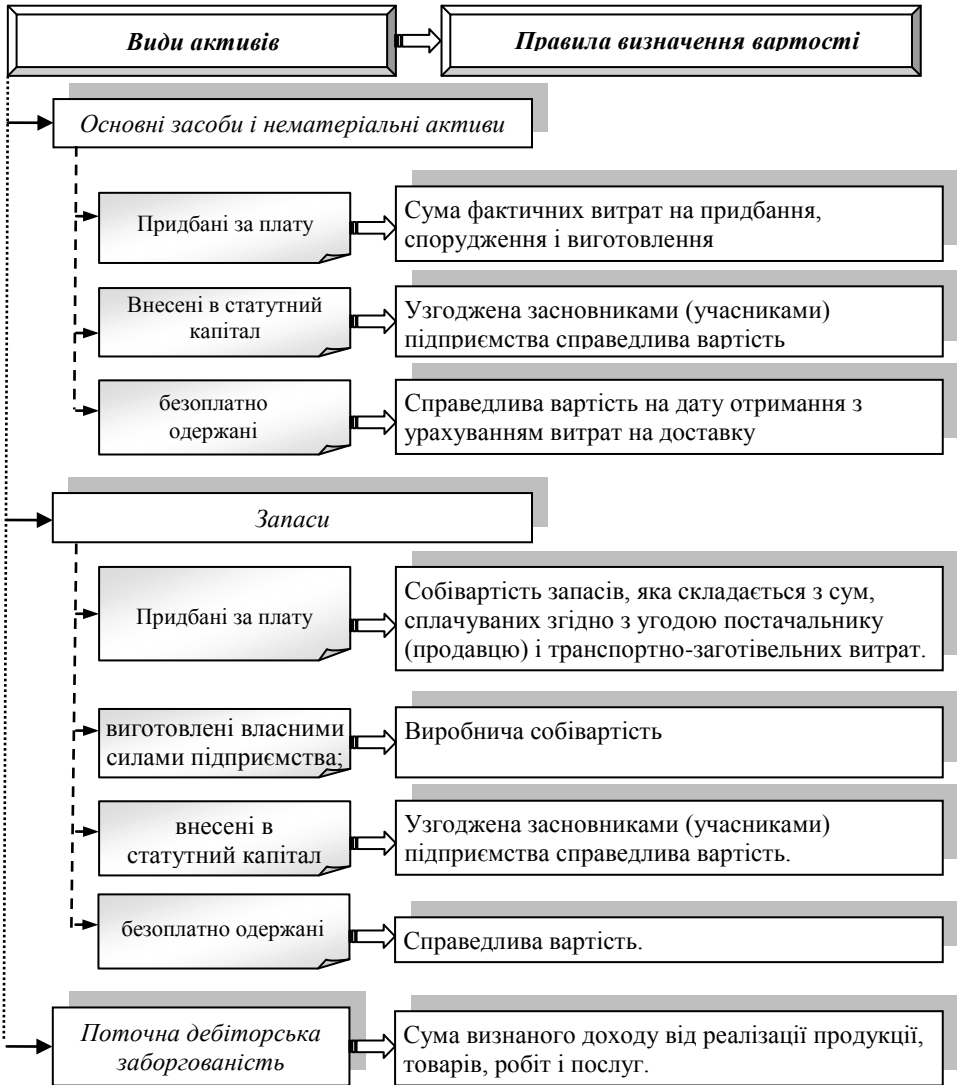 Види активів
Правила визначення вартості
Основні засоби і нематеріальні активи
Придбані за плату
Сума фактичних витрат на придбання,
спорудження і виготовлення
Внесені в статутний
капітал
Узгоджена засновниками (учасниками)
підприємства справедлива вартість
безоплатно
одержані
Справедлива вартість на дату отримання з
урахуванням витрат на доставку
Запаси
Придбані за плату
Собівартість запасів, яка складається з сум,
сплачуваних згідно з угодою постачальнику
(продавцю) і транспортно-заготівельних витрат.
виготовлені власними
силами підприємства;
Виробнича собівартість
внесені в
статутний капітал
Узгоджена засновниками (учасниками)
підприємства справедлива вартість.
безоплатно одержані
Справедлива вартість.
Поточна дебіторська
заборгованість
Сума визнаного доходу від реалізації продукції,
товарів, робіт і послуг.